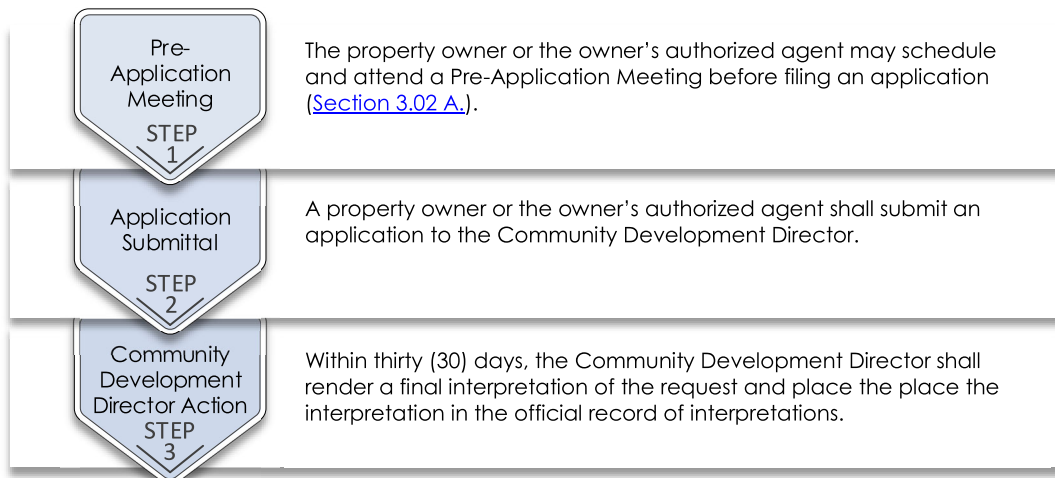 Pre-
Application
Meeting
STEP
1
The property owner or the owner's authorized agent may schedule
and attend a Pre-Application Meeting before filing an application
(Section 3.02 A.).
Application
Submittal
STEP
2
A property owner or the owner's authorized agent shall submit an
application to the Community Development Director.
Community
Development
Director Action
STEP
3
Within thirty (30) days, the Community Development Director shall
render a final interpretation of the request and place the place the
interpretation in the official record of interpretations.